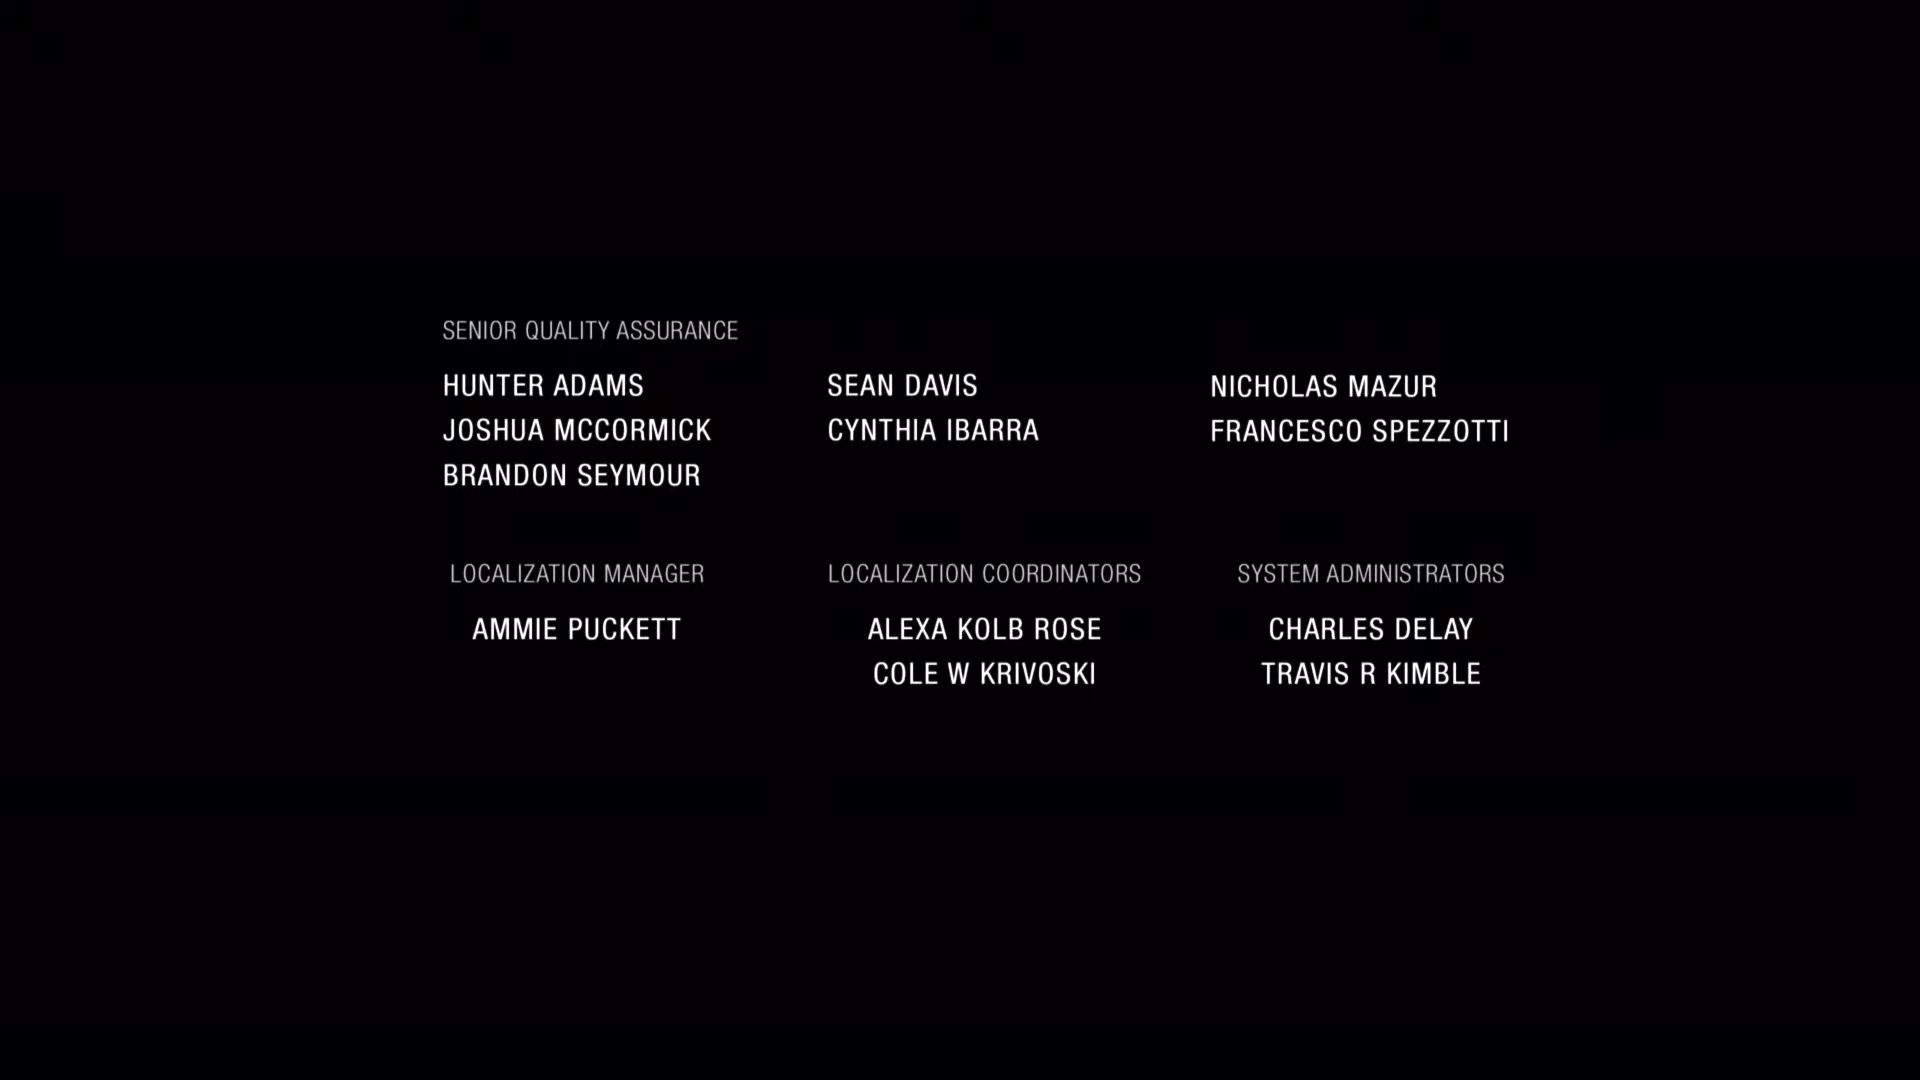 SENIOR QUALITY ASSURANCE
HUNTER ADAMS
JOSHUA MCCORMICK
BRANDON SEYMOUR
SEAN DAVIS
CYNTHIA IBARRA
NICHOLAS MAZUR
FRANCESCO SPEZZOTTI
LOCALIZATION MANAGER
AMMIE PUCKETT
LOCALIZATION COORDINATORS
ALEXA KOLB ROSE
COLE W KRIVOSKI
SYSTEM ADMINISTRATORS
CHARLES DELAY
TRAVIS R KIMBLE